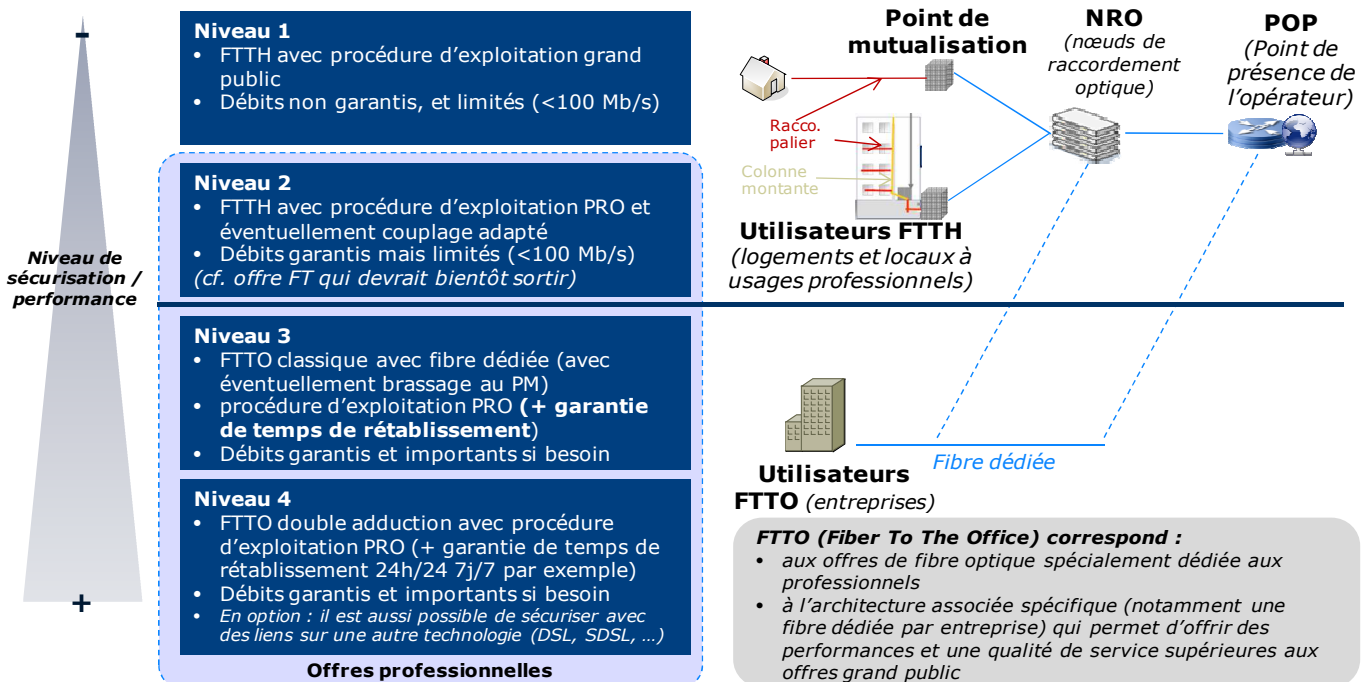 -
Niveau de
sécurisation /
performance
+
Niveau 1
• FTTH avec procédure d'exploitation grand
public
• Débits non garantis, et limités (<100 Mb/s)
Niveau 2
• FTTH avec procédure d'exploitation PRO et
éventuellement couplage adapté
• Débits garantis mais limités (<100 Mb/s)
(cf. offre FT qui devrait bientôt sortir)
Niveau 3
• FTTO classique avec fibre dédiée (avec
éventuellement brassage au PM)
• procédure d'exploitation PRO (+ garantie
de temps de rétablissement)
• Débits garantis et importants si besoin
Niveau 4
• FTTO double adduction avec procédure
d'exploitation PRO (+ garantie de temps de
rétablissement 24h/24 7j/7 par exemple)
• Débits garantis et importants si besoin
• En option : il est aussi possible de sécuriser avec
des liens sur une autre technologie (DSL, SDSL, …)
Offres professionnelles
Point de
mutualisation
NRO
(nœuds de
raccordement
optique)
POP
(Point de
présence de
l'opérateur)
Racco.
palier
Colonne
montante
Utilisateurs FTTH
(logements et locaux à
usages professionnels)
Fibre dédiée
Utilisateurs
FTTO (entreprises)
FTTO (Fiber To The Office) correspond :
• aux offres de fibre optique spécialement dédiée aux
professionnels
• à l'architecture associée spécifique (notamment une
fibre dédiée par entreprise) qui permet d'offrir des
performances et une qualité de service supérieures aux
offres grand public